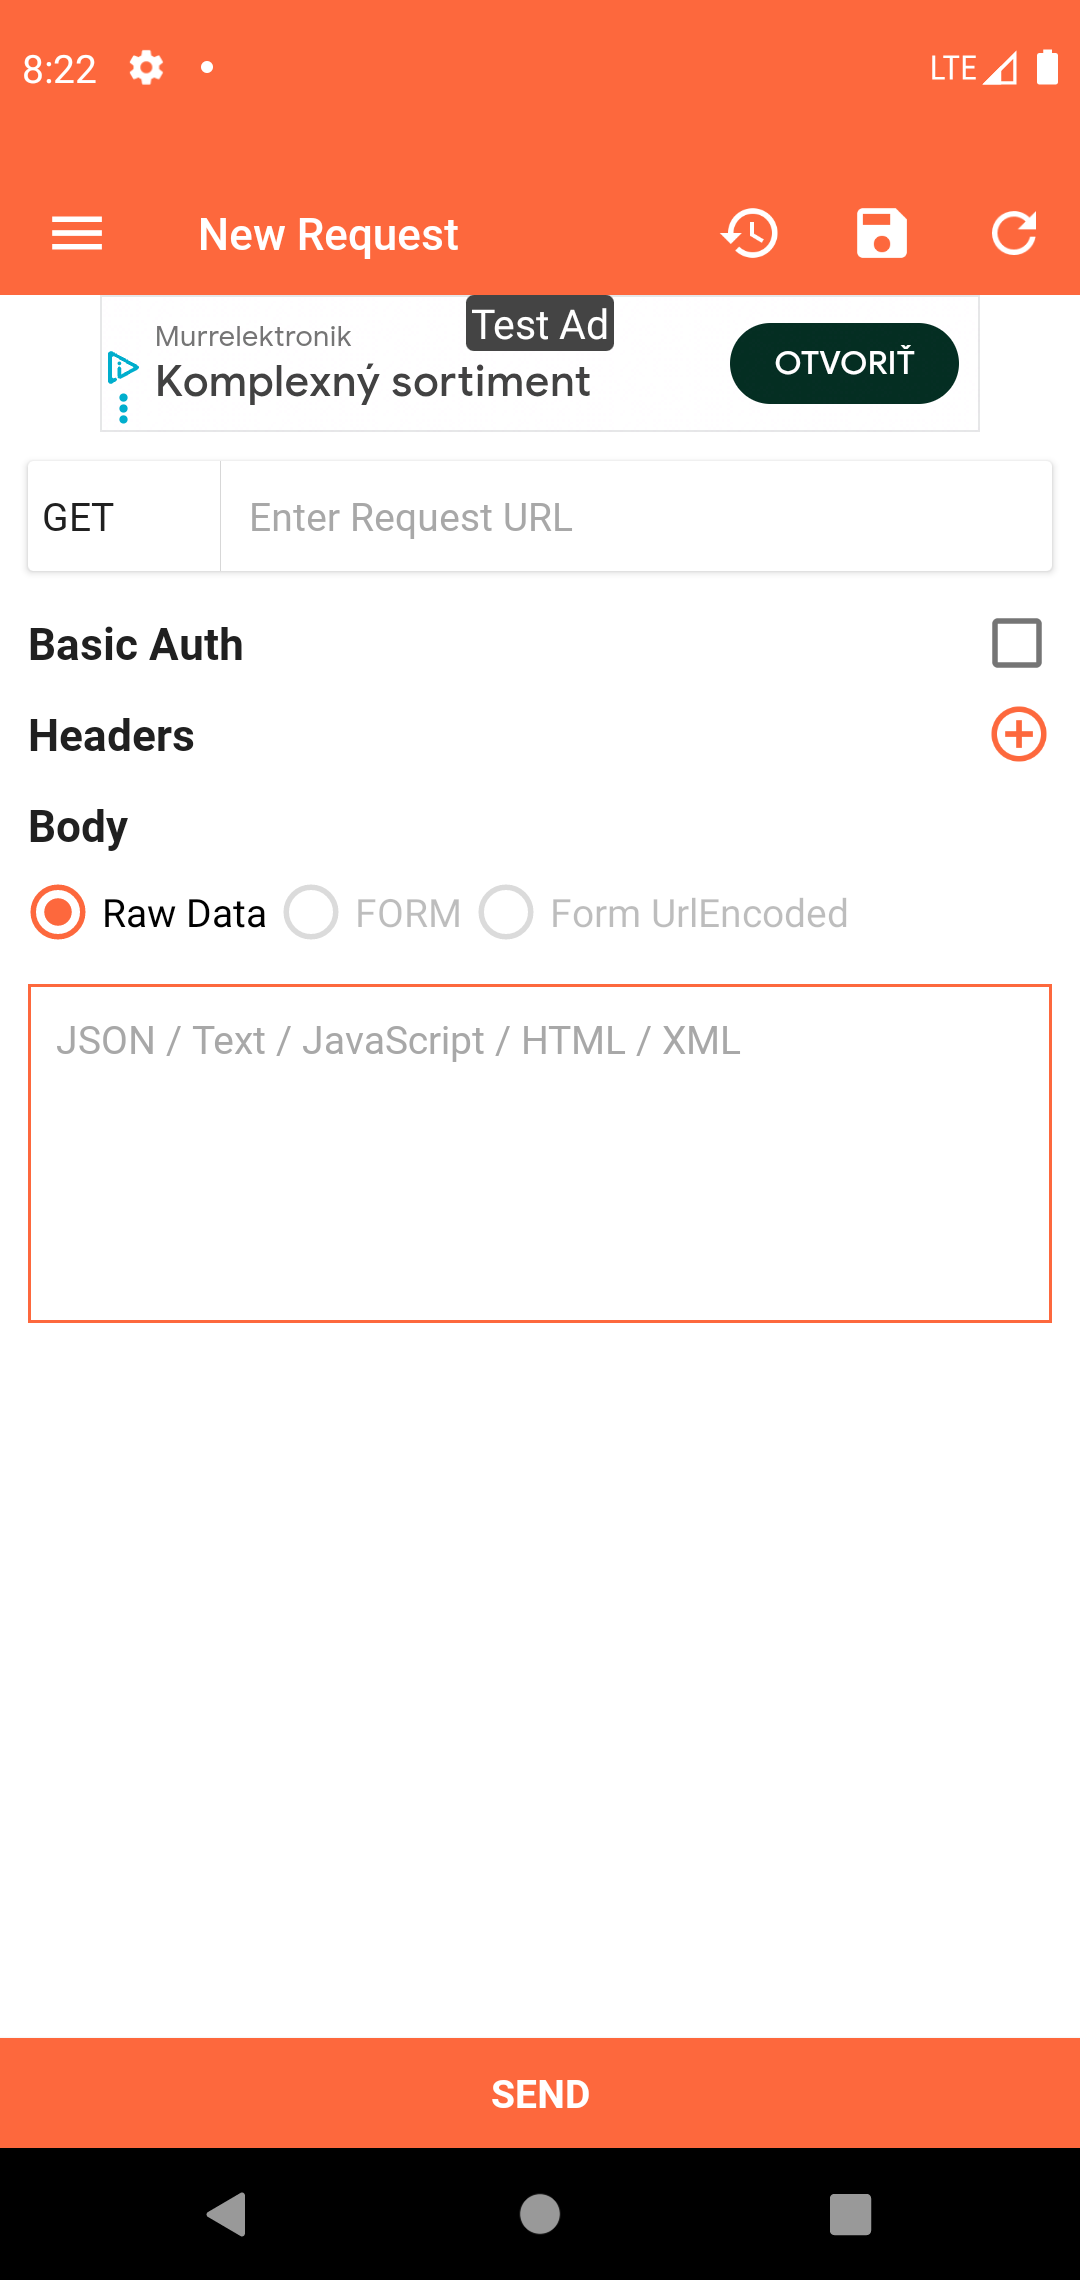 8:22
LTE
New Request
Test Ad
Murrelektronik
Komplexný sortiment
OTVORIŤ
GET
Enter Request URL
Basic Auth
Headers
Body
Raw Data
FORM
Form UrlEncoded
JSON / Text / JavaScript / HTML / XML
SEND